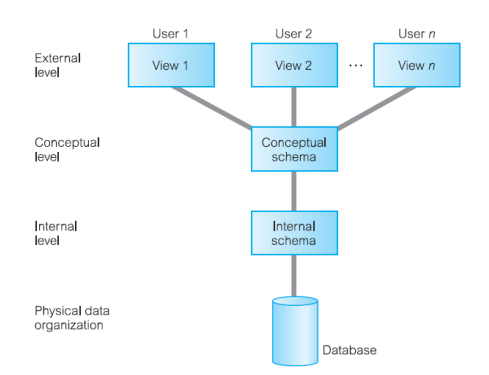 User 1
User 2
User n
External
level
View 1
View 2
...
View n
Conceptual
level
Conceptual
schema
Internal
level
Internal
schema
Physical data
organization
Database